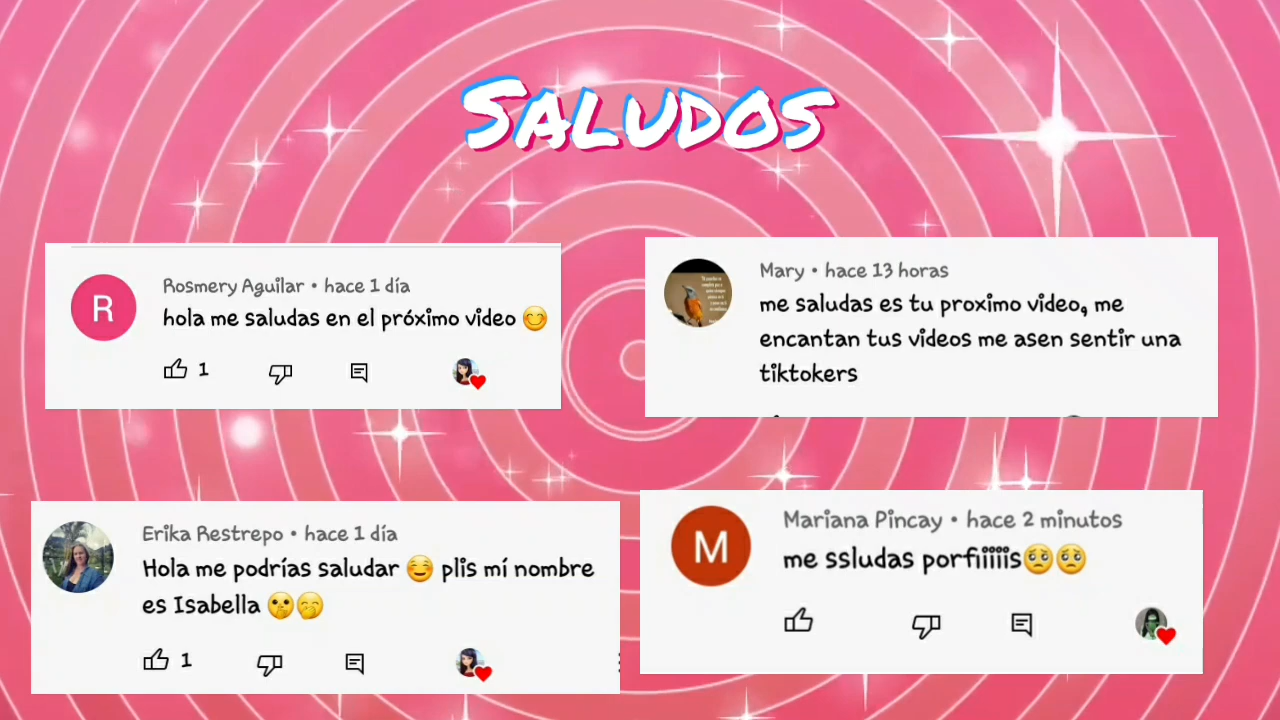 SALUDOS
Rosmery Aguilar • hace 1 día
R
hola me saludas en el próximo video 😊
1
Mary • hace 13 horas
me saludas es tu proximo video, me
encantan tus videos me asen sentir una
tiktokers
Erika Restrepo • hace 1 día
Hola me podrías saludar ☺️ plis mí nombre
es Isabella 🤫🤭
1
Mariana Pincay • hace 2 minutos
M
me ssludas porfiiiiis🥺🥺